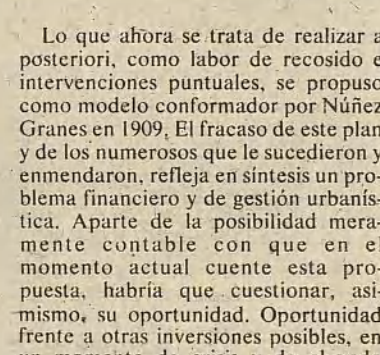 Lo que ahora se trata de realizar a
posteriori, como labor de recosido e
intervenciones puntuales, se propuso
como modelo conformador por Núñez
Granes en 1909, El fracaso de este plan
y de los numerosos que le sucedieron y
enmendaron, refleja en síntesis un pro-
blema financiero y de gestión urbanís-
tica. Aparte de la posibilidad mera-
mente contable con que en el
momento actual cuente esta pro-
puesta, habría que cuestionar, asi-
mismo, su oportunidad. Oportunidad
frente a otras inversiones posibles, en
un momento de crisis